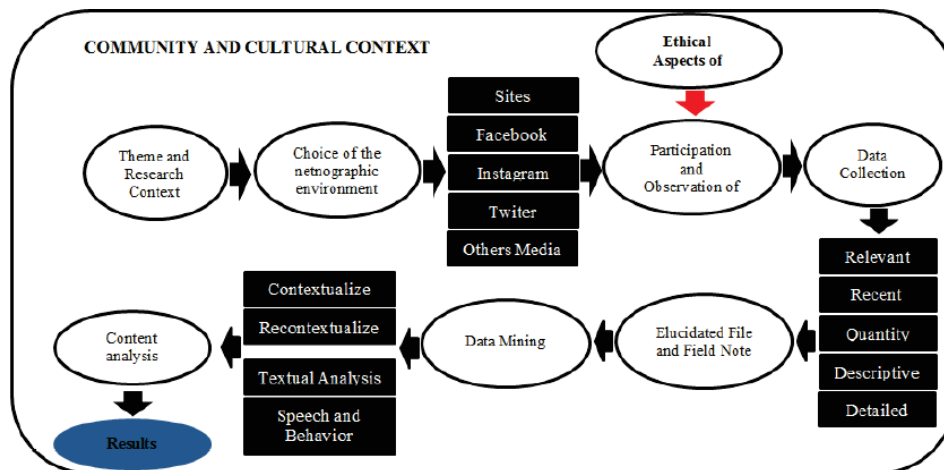 COMMUNITY AND CULTURAL CONTEXT
Ethical
Aspects of
Theme and
Research
Context
Choice of the
netnographic
environment
Sites
Facebook
Instagram
Twiter
Others Media
Participation
and
Observation of
Data
Collection
Relevant
Recent
Quantity
Descriptive
Detailed
Elucidated File
and Field Note
Data Mining
Contextualize
Recontextualize
Textual Analysis
Speech and
Behavior
Content
analysis
Results